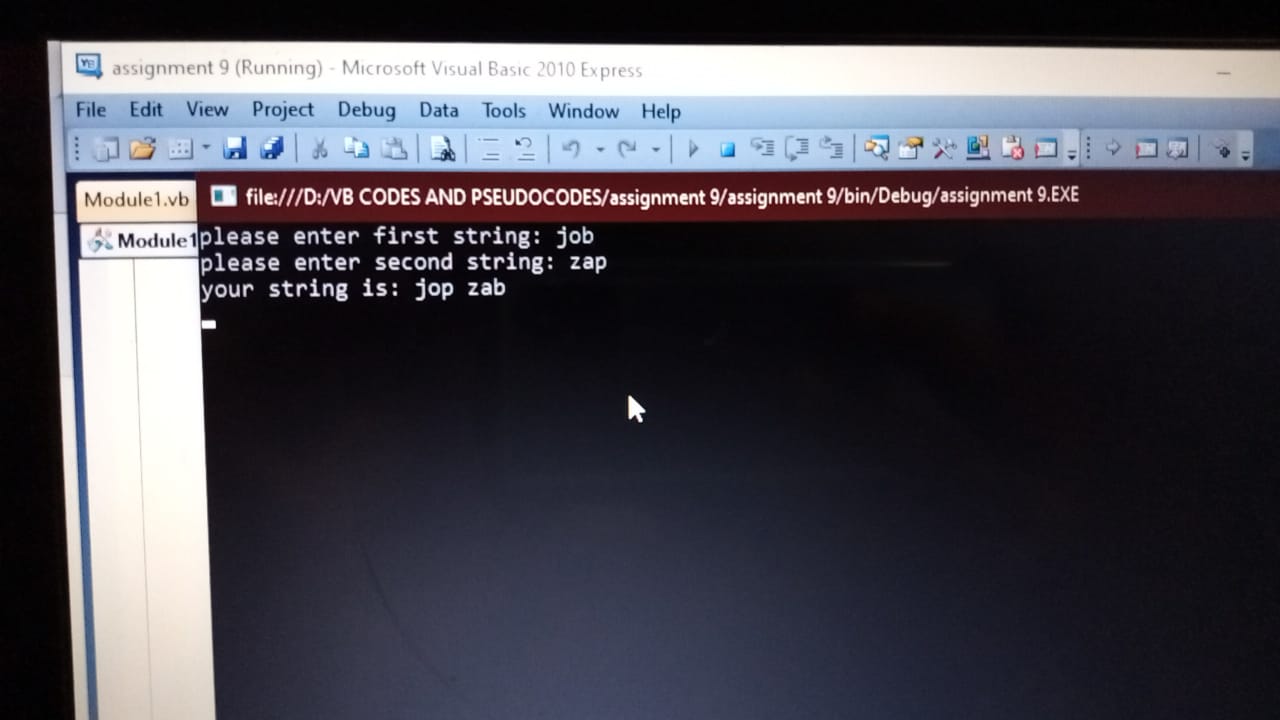 assignment 9 (Running) - Microsoft Visual Basic 2010 Express
File Edit View Project Debug Data Tools Window Help
Module1.vb
file:///D:/VB CODES AND PSEUDOCODES/assignment 9/assignment 9/bin/Debug/assignment 9.EXE
Module1
please enter first string: job
please enter second string: zap
your string is: jop zab